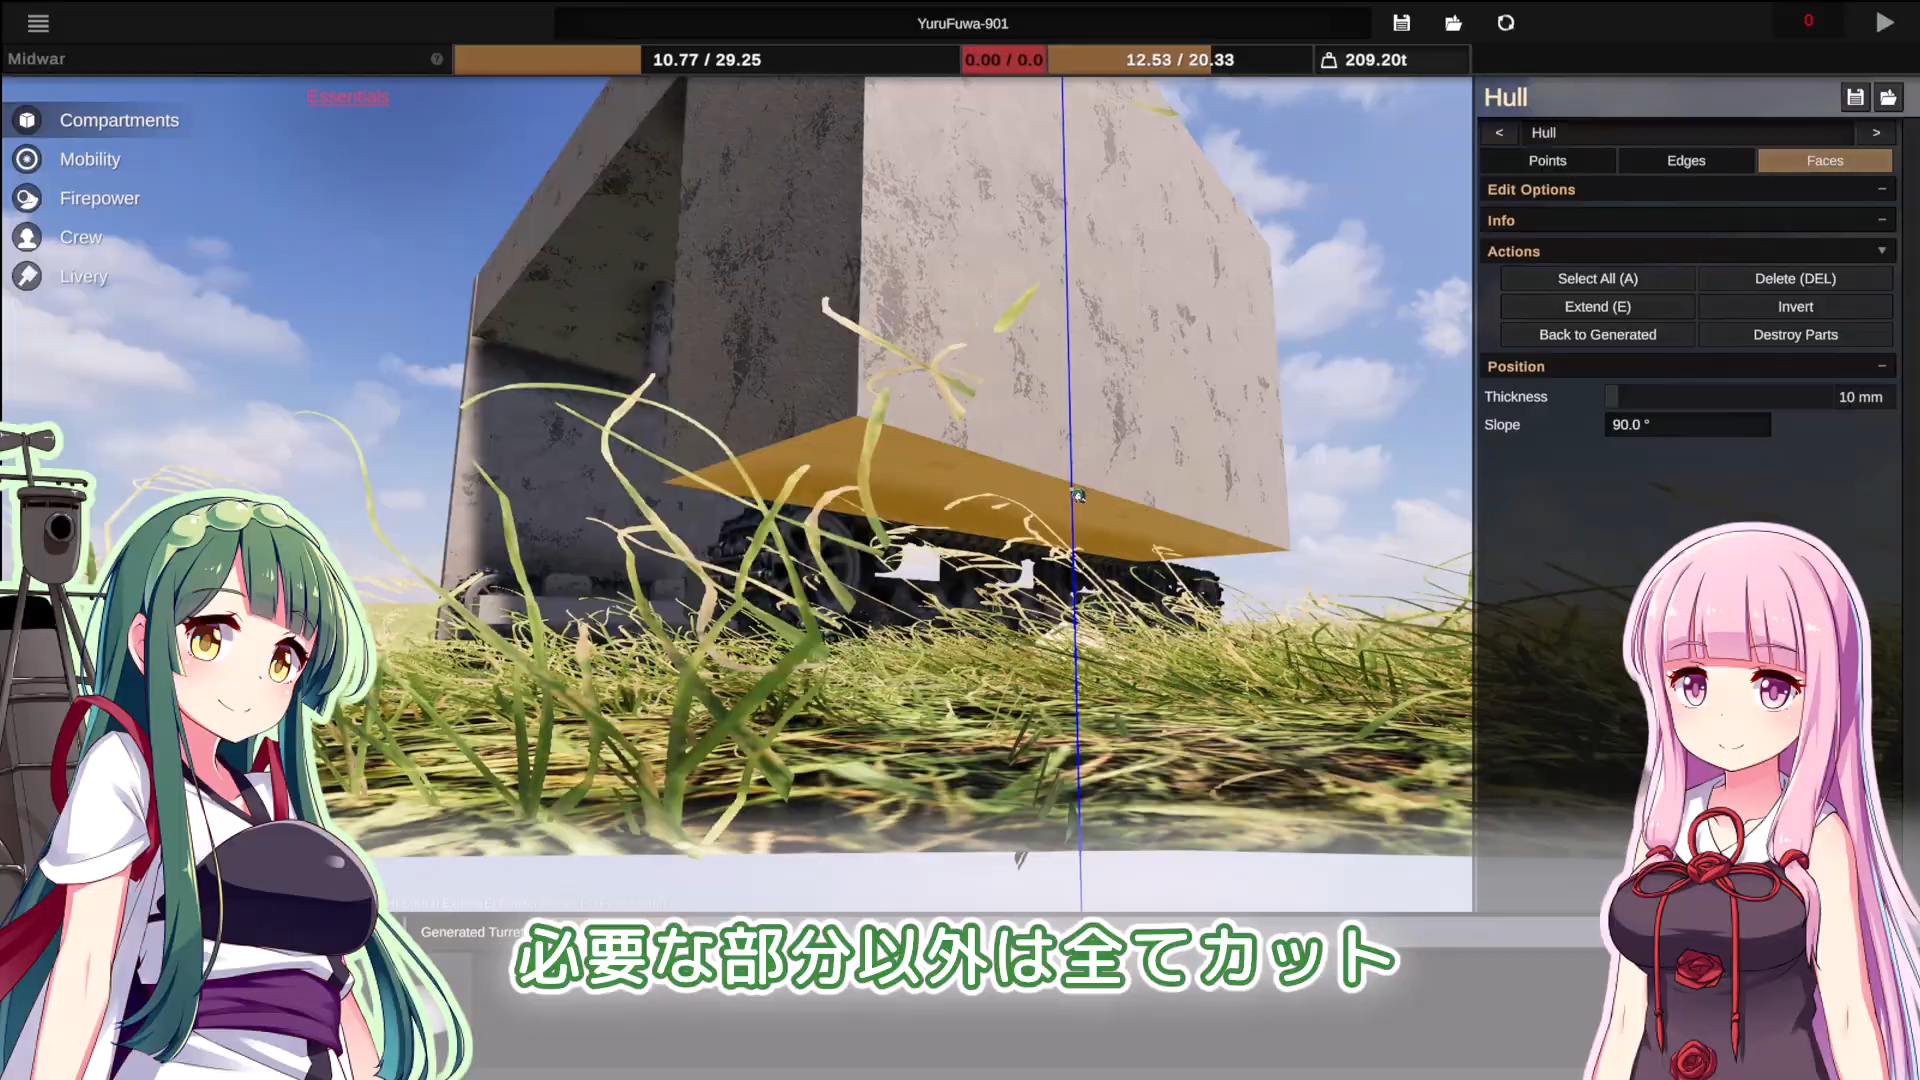 YuruFuwa-901
0
Midwar
?
10.77 / 29.25
0.00 / 0.0
12.53 / 20.33
209.20t
Essentials
Compartments
Mobility
Firepower
Crew
Livery
Hull
< Hull >
Points Edges Faces
Edit Options
Info
Actions
Select All (A) Delete (DEL)
Extend (E) Invert
Back to Generated Destroy Parts
Position
Thickness 10 mm
Slope 90.0 °
Generated Turret
必要な部分以外は全てカット